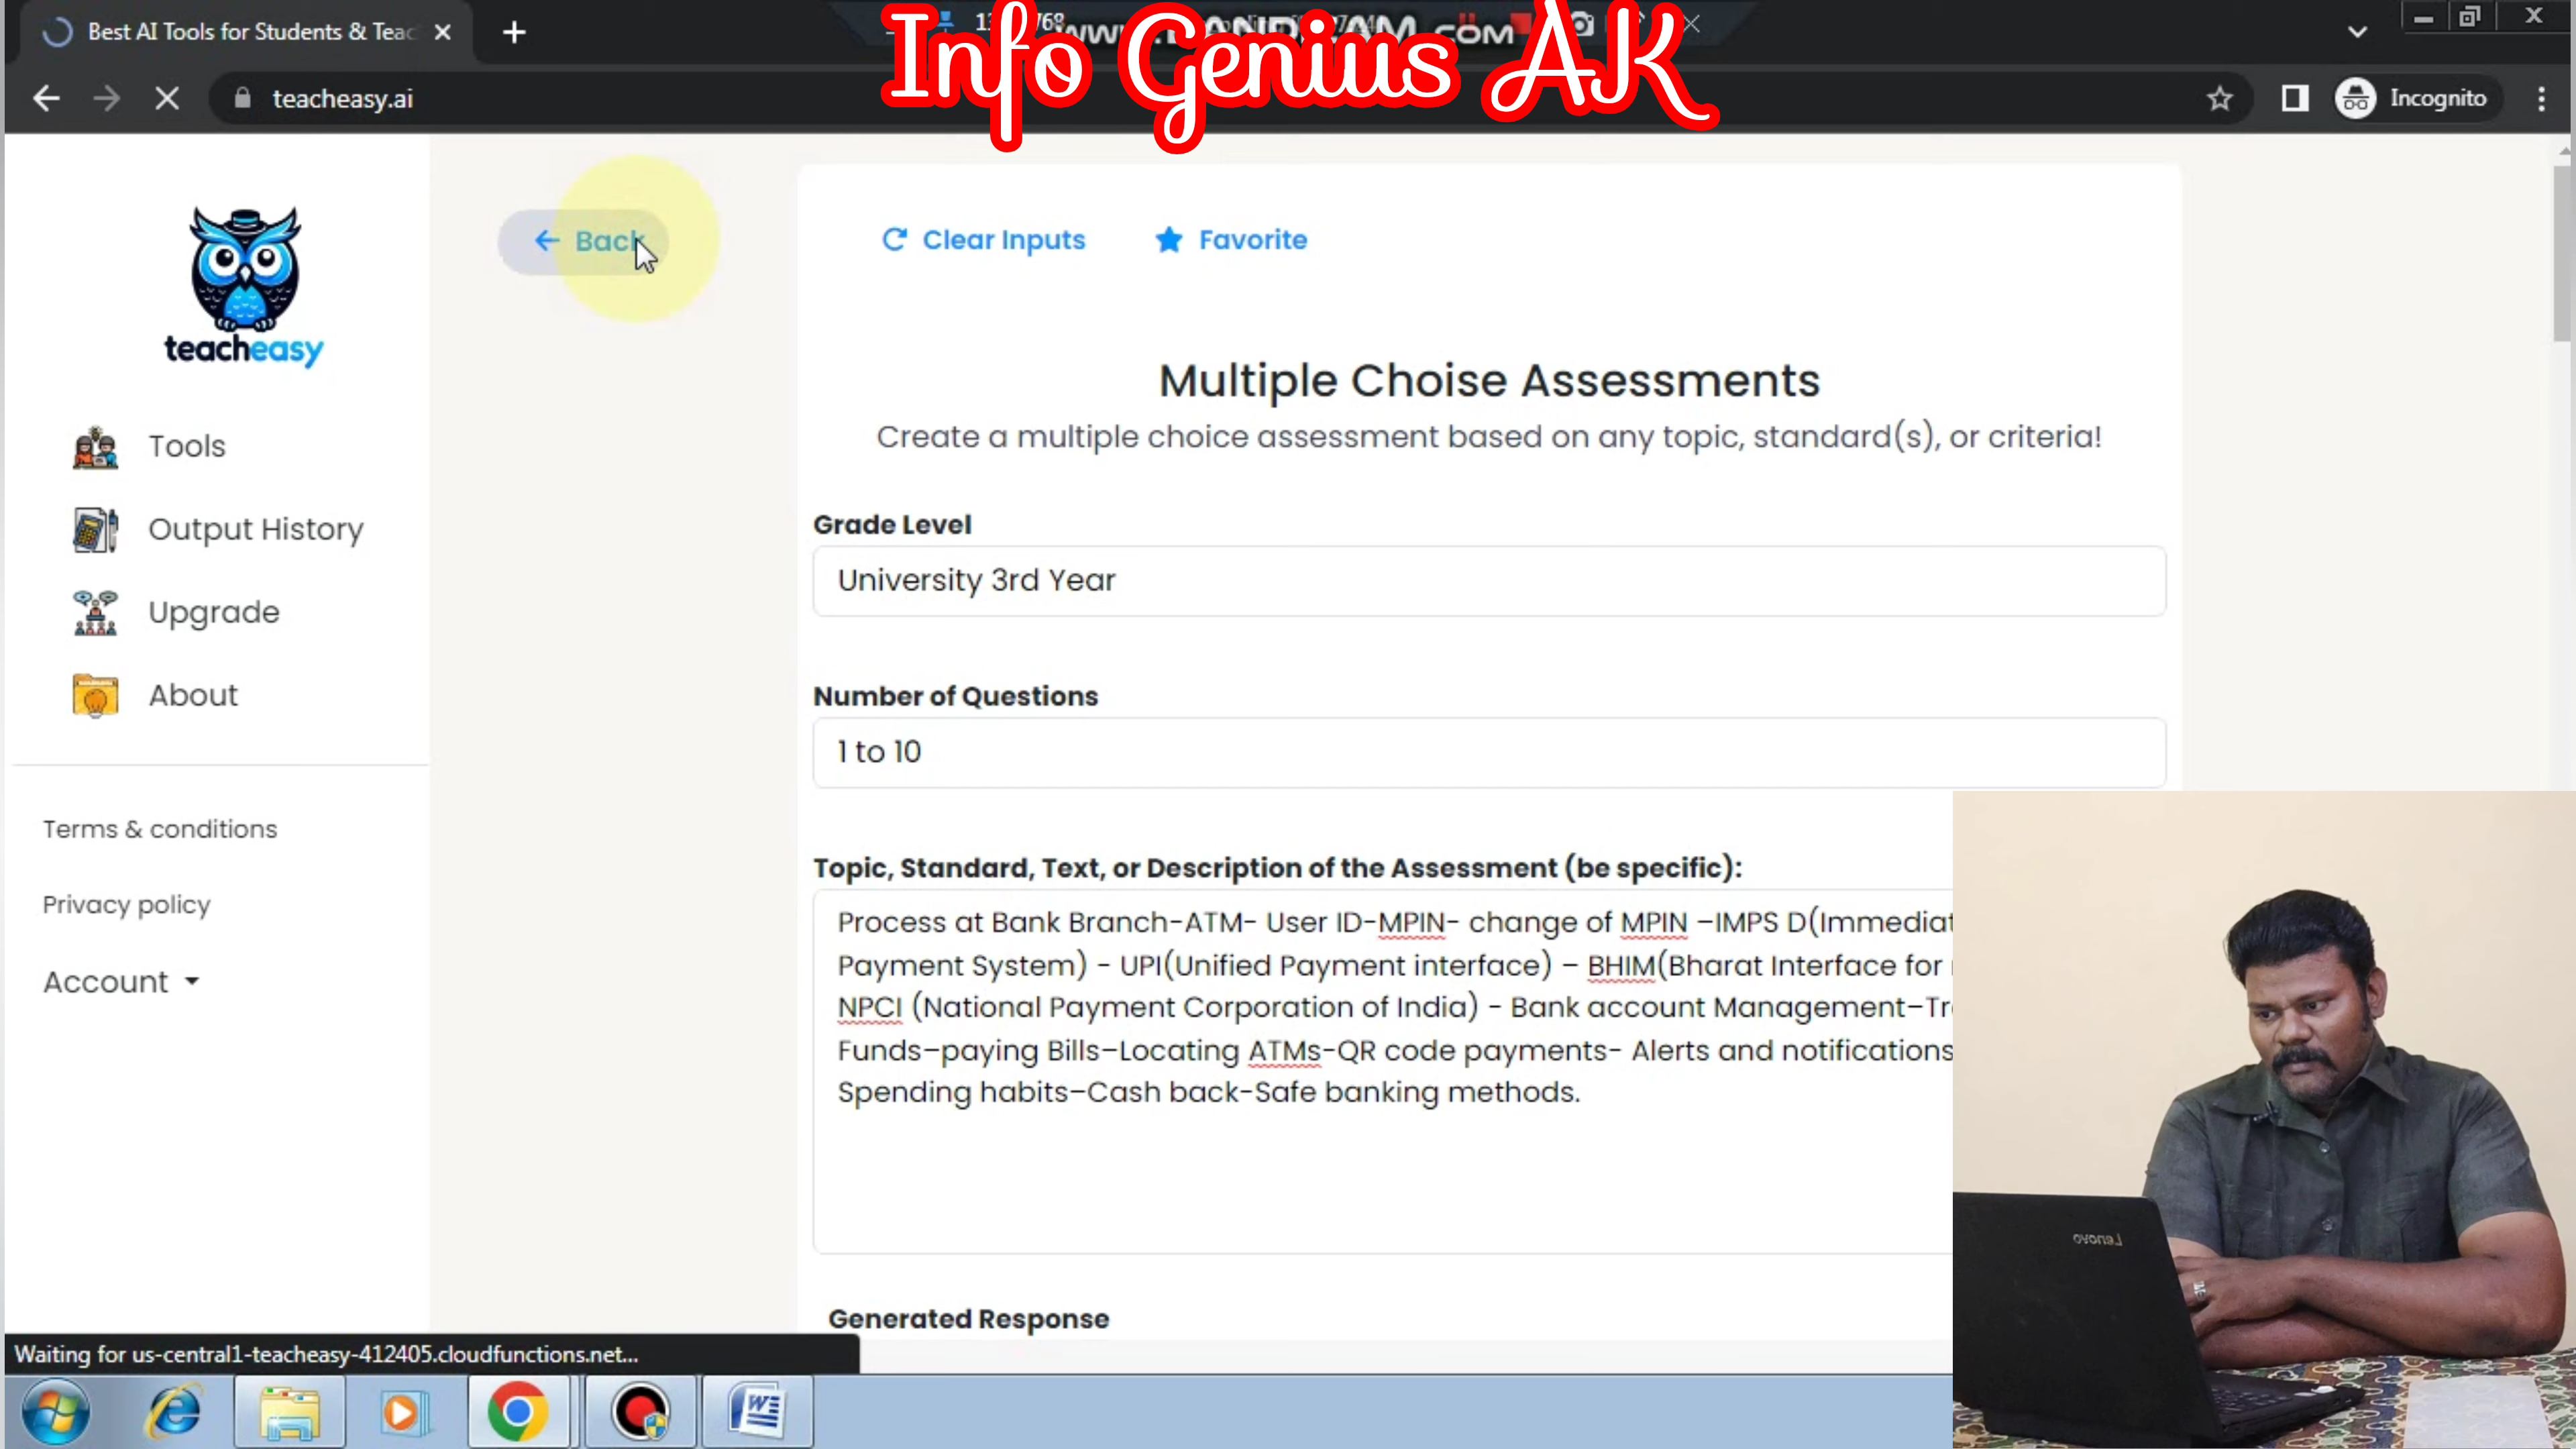 Best AI Tools for Students & Teac
www.BANDICAM.COM
Info Genius AK
teacheasy.ai
Incognito
Back
Clear Inputs
Favorite
teacheasy
Multiple Choise Assessments
Create a multiple choice assessment based on any topic, standard(s), or criteria!
Tools
Output History
Upgrade
About
Terms & conditions
Privacy policy
Account
Grade Level
University 3rd Year
Number of Questions
1 to 10
Topic, Standard, Text, or Description of the Assessment (be specific):
Process at Bank Branch-ATM- User ID-MPIN- change of MPIN –IMPS D(Immediat
Payment System) - UPI(Unified Payment interface) – BHIM(Bharat Interface for
NPCI (National Payment Corporation of India) - Bank account Management–Tr
Funds–paying Bills–Locating ATMs-QR code payments- Alerts and notifications
Spending habits–Cash back-Safe banking methods.
Generated Response
Waiting for us-central1-teacheasy-412405.cloudfunctions.net...
Lenovo